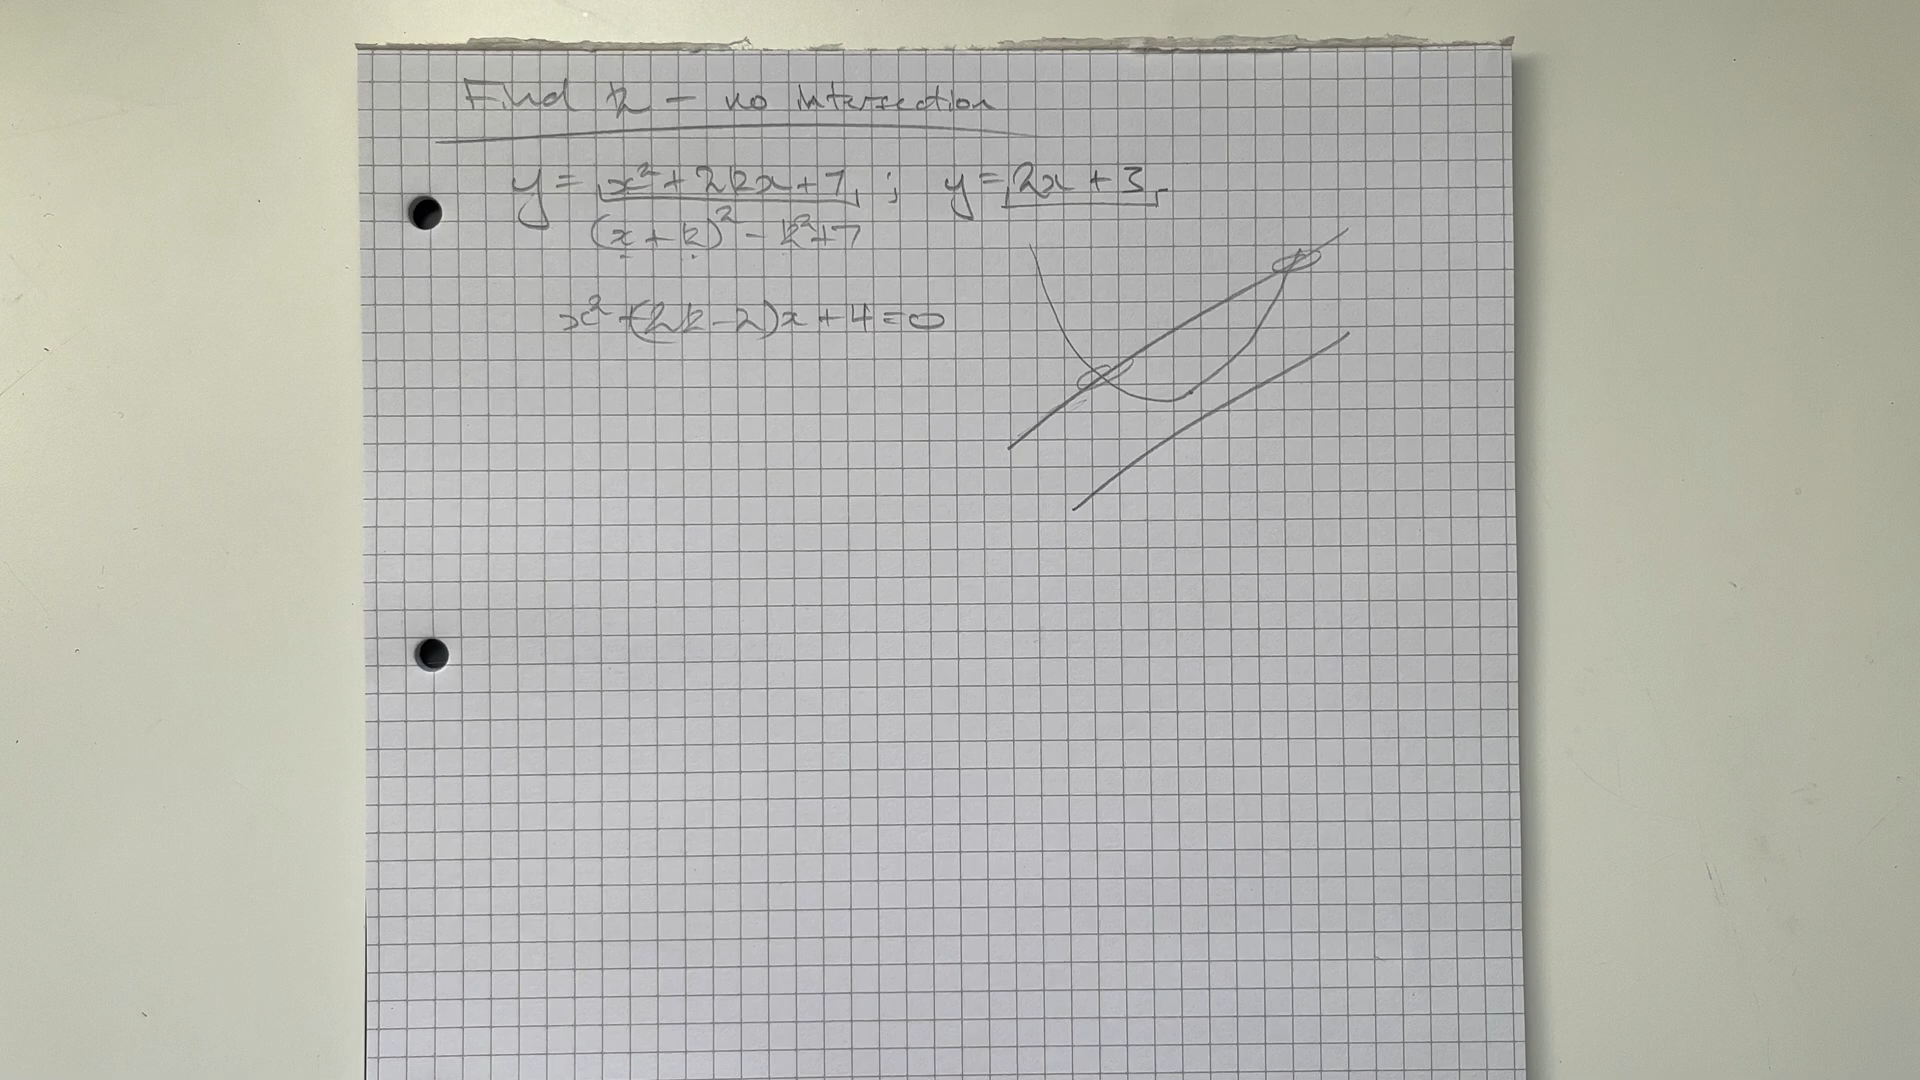 Find k - no intersection
y = x² + 2kx + 7 ; y = 2x + 3
(x + k)² - k² + 7
x² + (2k - 2)x + 4 = 0